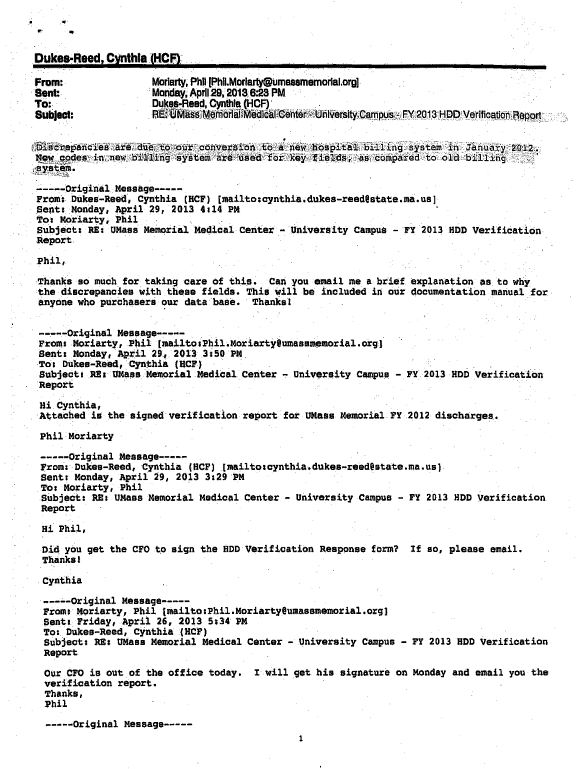 Dukes-Reed, Cynthia (HCF)
From: Moriarty, Phil [Phil.Moriarty@umassmemorial.org]
Sent: Monday, April 29, 2013 6:23 PM
To: Dukes-Reed, Cynthia (HCF)
Subject: RE: UMass Memorial Medical Center - University Campus - FY 2013 HDD Verification Report
Discrepancies are due to our conversion to a new hospital billing system in January 2012.
New codes in new billing system are used for key fields, as compared to old billing
system.
-----Original Message-----
From: Dukes-Reed, Cynthia (HCF) [mailto:cynthia.dukes-reed@state.ma.us]
Sent: Monday, April 29, 2013 4:14 PM
To: Moriarty, Phil
Subject: RE: UMass Memorial Medical Center - University Campus - FY 2013 HDD Verification
Report
Phil,
Thanks so much for taking care of this.  Can you email me a brief explanation as to why
the discrepancies with these fields. This will be included in our documentation manual for
anyone who purchasers our data base.  Thanks!
-----Original Message-----
From: Moriarty, Phil [mailto:Phil.Moriarty@umassmemorial.org]
Sent: Monday, April 29, 2013 3:50 PM
To: Dukes-Reed, Cynthia (HCF)
Subject: RE: UMass Memorial Medical Center - University Campus - FY 2013 HDD Verification
Report
Hi Cynthia,
Attached is the signed verification report for UMass Memorial FY 2012 discharges.
Phil Moriarty
-----Original Message-----
From: Dukes-Reed, Cynthia (HCF) [mailto:cynthia.dukes-reed@state.ma.us]
Sent: Monday, April 29, 2013 3:29 PM
To: Moriarty, Phil
Subject: RE: UMass Memorial Medical Center - University Campus - FY 2013 HDD Verification
Report
Hi Phil,
Did you get the CFO to sign the HDD Verification Response form?  If so, please email.
Thanks!
Cynthia
-----Original Message-----
From: Moriarty, Phil [mailto:Phil.Moriarty@umassmemorial.org]
Sent: Friday, April 26, 2013 5:34 PM
To: Dukes-Reed, Cynthia (HCF)
Subject: RE: UMass Memorial Medical Center - University Campus - FY 2013 HDD Verification
Report
Our CFO is out of the office today.  I will get his signature on Monday and email you the
verification report.
Thanks,
Phil
-----Original Message-----
1